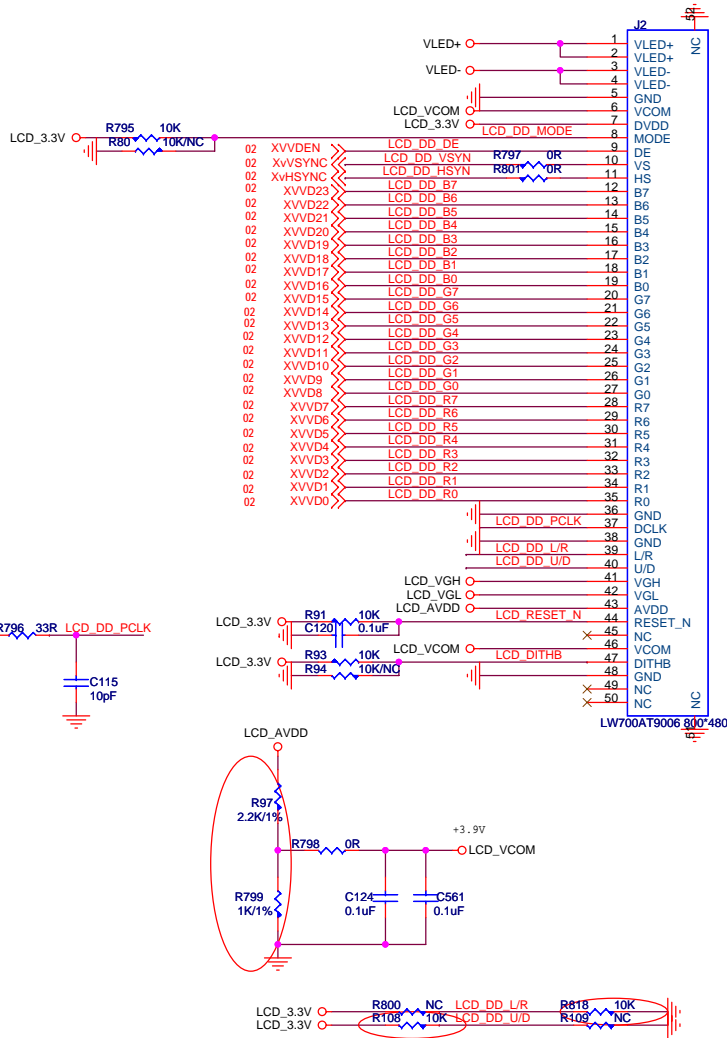 J2
52
NC
VLED+ 1 VLED+
2 VLED+
VLED- 3 VLED-
4 VLED-
5 GND
LCD_VCOM 6 VCOM
LCD_3.3V 7 DVDD
LCD_3.3V R795 10K LCD_DD_MODE 8 MODE
R80 10K/NC
02 XVVDEN LCD_DD_DE 9 DE
02 XvVSYNC LCD_DD_VSYN R797 0R 10 VS
02 XvHSYNC LCD_DD_HSYN R801 0R 11 HS
02 XVVD23 LCD_DD_B7 12 B7
02 XVVD22 LCD_DD_B6 13 B6
02 XVVD21 LCD_DD_B5 14 B5
02 XVVD20 LCD_DD_B4 15 B4
02 XVVD19 LCD_DD_B3 16 B3
02 XVVD18 LCD_DD_B2 17 B2
02 XVVD17 LCD_DD_B1 18 B1
02 XVVD16 LCD_DD_B0 19 B0
02 XVVD15 LCD_DD_G7 20 G7
02 XVVD14 LCD_DD_G6 21 G6
02 XVVD13 LCD_DD_G5 22 G5
02 XVVD12 LCD_DD_G4 23 G4
02 XVVD11 LCD_DD_G3 24 G3
02 XVVD10 LCD_DD_G2 25 G2
02 XVVD9 LCD_DD_G1 26 G1
02 XVVD8 LCD_DD_G0 27 G0
02 XVVD7 LCD_DD_R7 28 R7
02 XVVD6 LCD_DD_R6 29 R6
02 XVVD5 LCD_DD_R5 30 R5
02 XVVD4 LCD_DD_R4 31 R4
02 XVVD3 LCD_DD_R3 32 R3
02 XVVD2 LCD_DD_R2 33 R2
02 XVVD1 LCD_DD_R1 34 R1
02 XVVD0 LCD_DD_R0 35 R0
36 GND
LCD_DD_PCLK 37 DCLK
38 GND
LCD_DD_L/R 39 L/R
LCD_DD_U/D 40 U/D
LCD_VGH 41 VGH
LCD_VGL 42 VGL
LCD_AVDD 43 AVDD
LCD_3.3V R91 10K LCD_RESET_N 44 RESET_N
C120 0.1uF
45 NC
LCD_VCOM 46 VCOM
LCD_3.3V R93 10K LCD_DITHB 47 DITHB
R94 10K/NC
48 GND
49 NC
50 NC
NC
51
LW700AT9006 800*480
R796 33R LCD_DD_PCLK
C115
10pF
LCD_AVDD
R97
2.2K/1%
R798 0R
+3.9V
LCD_VCOM
R799
1K/1%
C124
0.1uF
C561
0.1uF
LCD_3.3V R800 NC LCD_DD_L/R R818 10K
LCD_3.3V R108 10K LCD_DD_U/D R109 NC